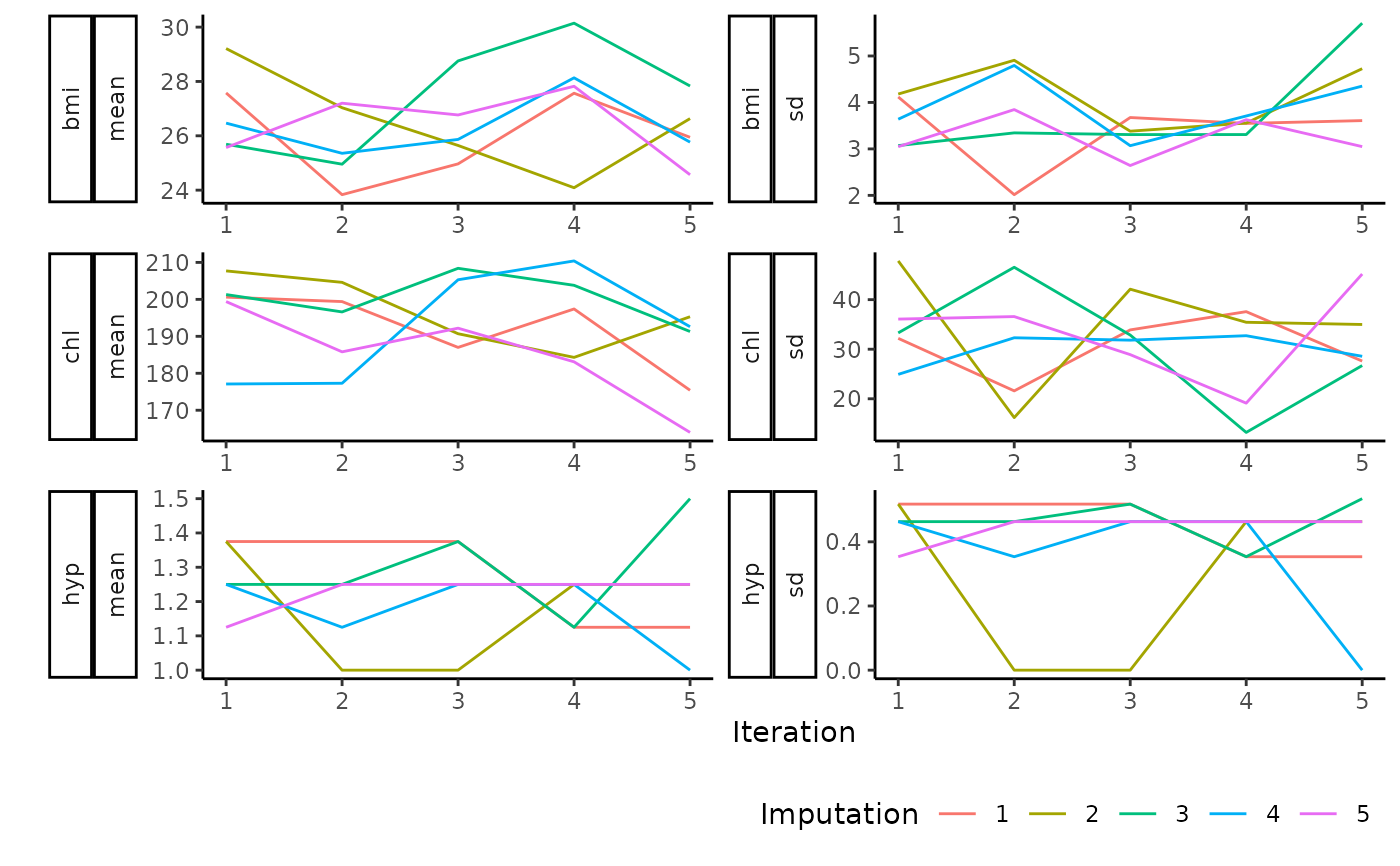 bmi mean
30
28
26
24
1 2 3 4 5
bmi sd
5
4
3
2
1 2 3 4 5
chl mean
210
200
190
180
170
1 2 3 4 5
chl sd
40
30
20
1 2 3 4 5
hyp mean
1.5
1.4
1.3
1.2
1.1
1.0
1 2 3 4 5
hyp sd
0.4
0.2
0.0
1 2 3 4 5
Iteration
Imputation 1 2 3 4 5